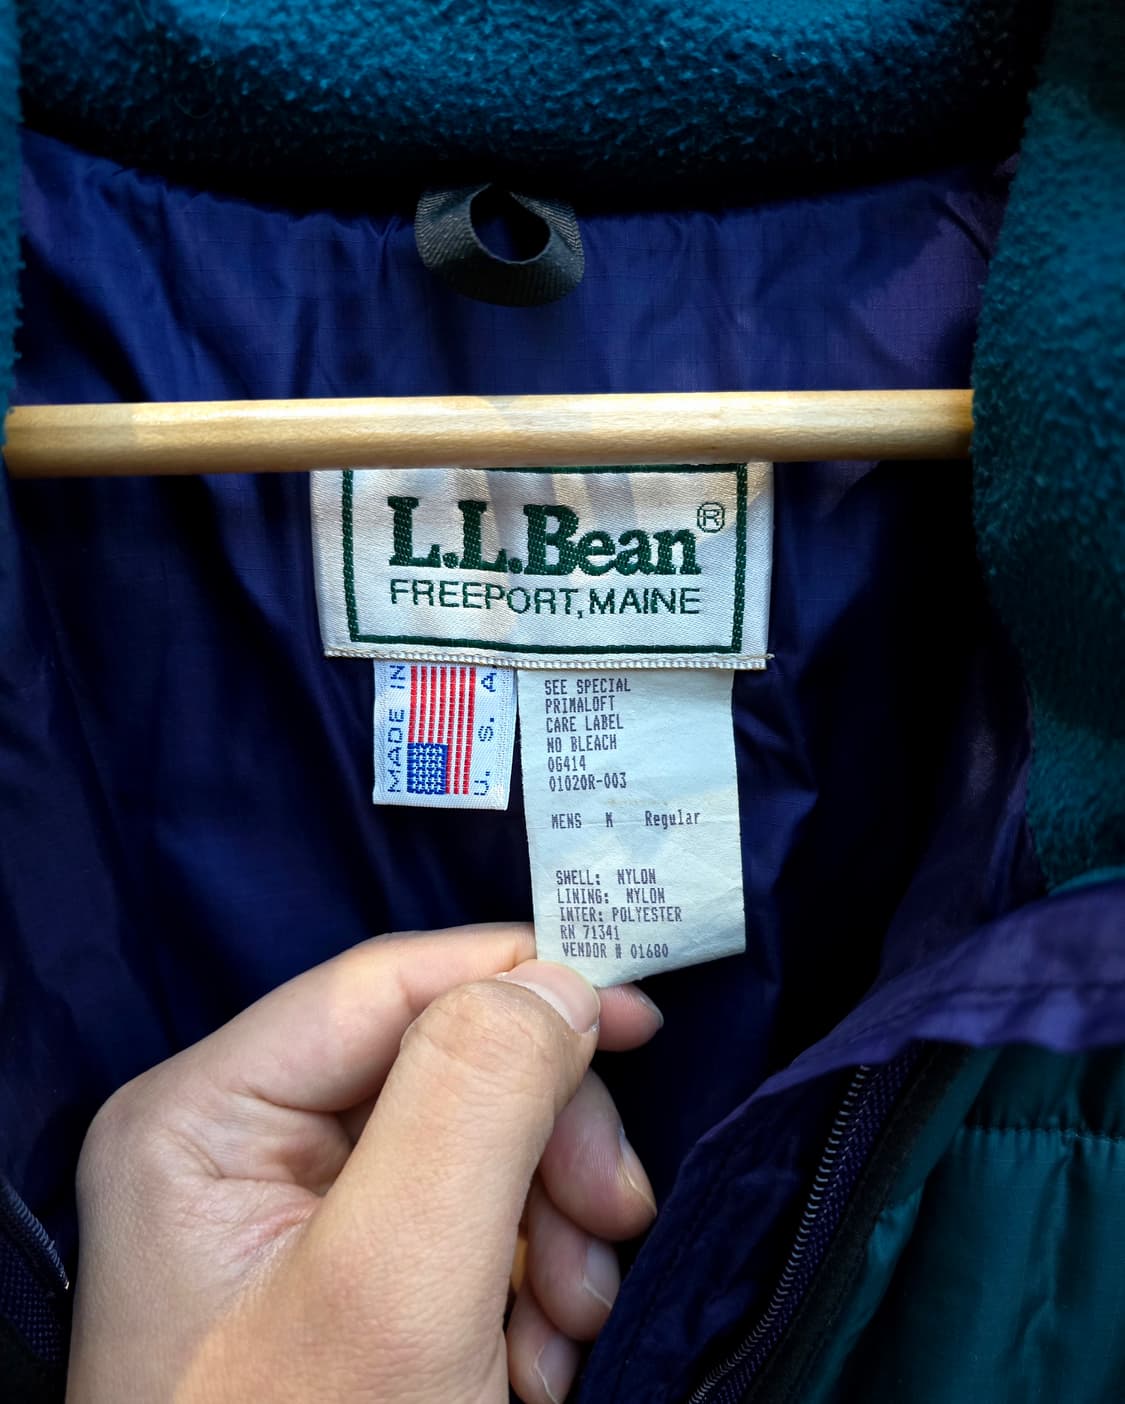 L.L.Bean®
FREEPORT, MAINE
MADE IN
U. S. A.
SEE SPECIAL
PRIMALOFT
CARE LABEL
NO BLEACH
0G414
01020R-003
MENS M Regular
SHELL: NYLON
LINING: NYLON
INTER: POLYESTER
RN 71341
VENDOR # 01680